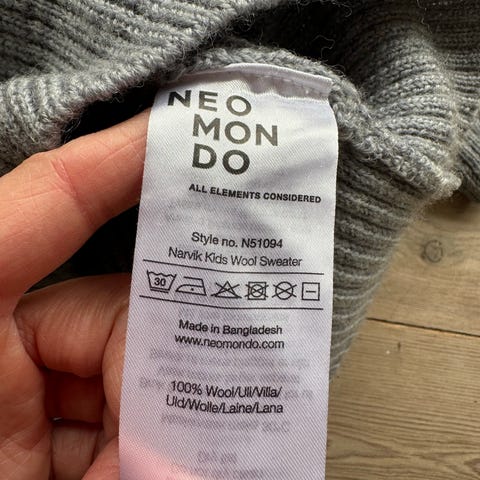 NEO
MON
DO
ALL ELEMENTS CONSIDERED
Style no. N51094
Narvik Kids Wool Sweater
30
Made in Bangladesh
www.neomondo.com
100% Wool/Ull/Villa/
Uld/Wolle/Laine/Lana